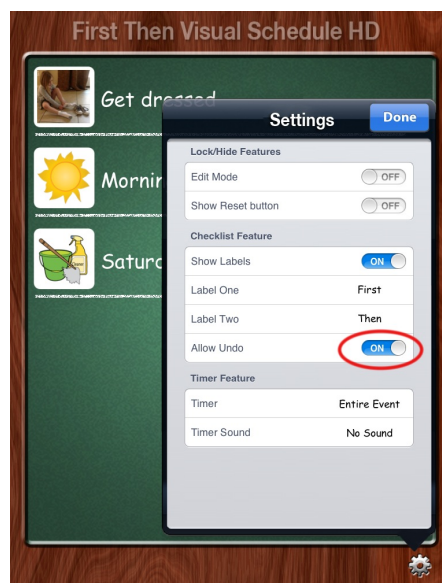 First Then Visual Schedule HD
Get dressed
Settings
Done
Lock/Hide Features
Edit Mode OFF
Show Reset button OFF
Checklist Feature
Show Labels ON
Label One First
Label Two Then
Allow Undo ON
Timer Feature
Timer Entire Event
Timer Sound No Sound